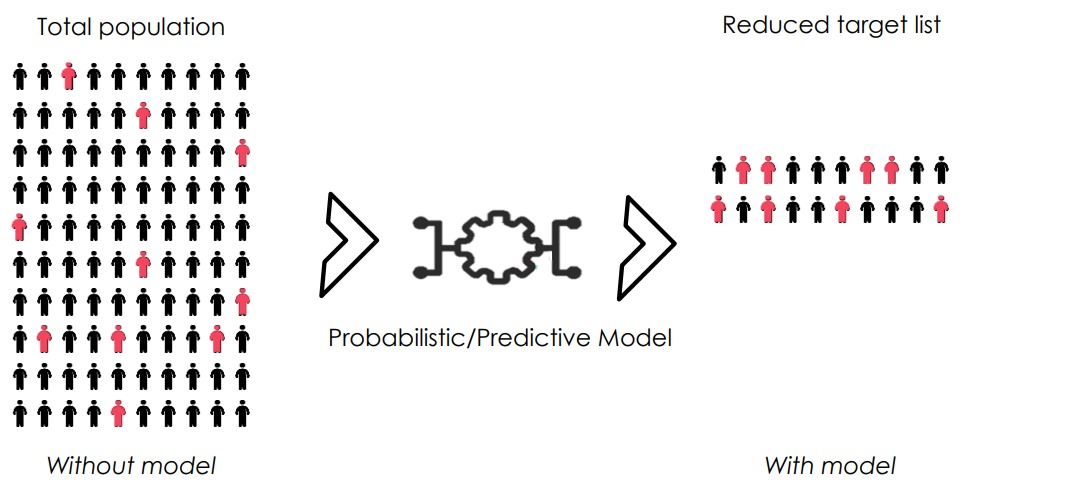 Total population
Reduced target list
Probabilistic/Predictive Model
Without model
With model